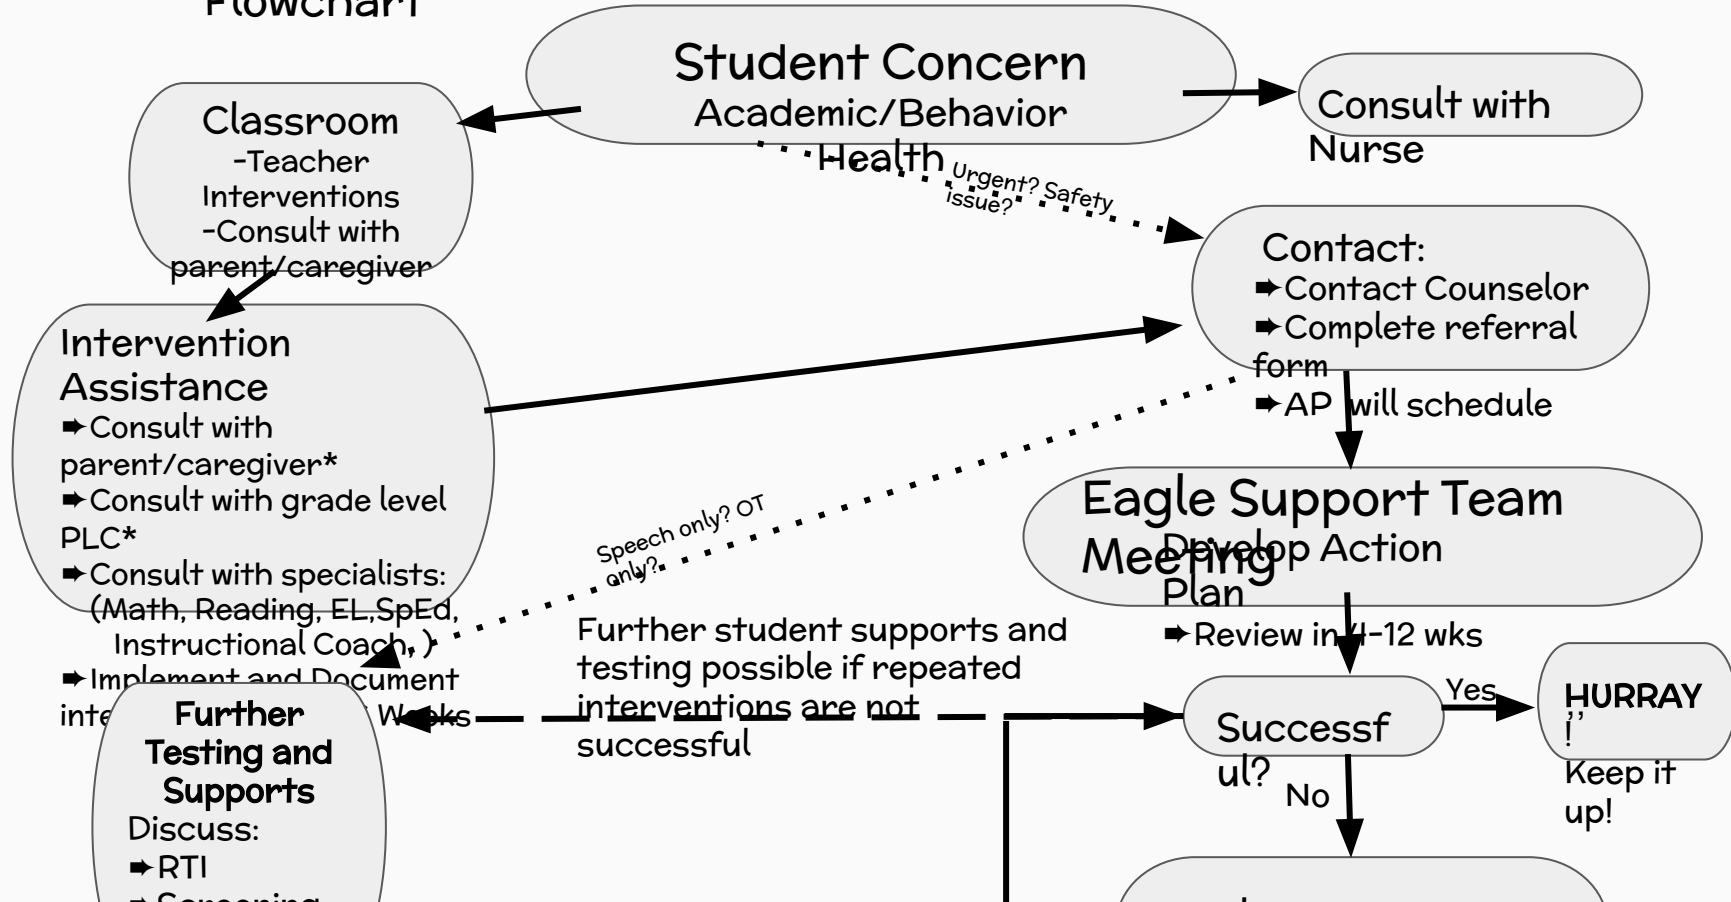 Flowchart
Student Concern
Academic/Behavior
Health
Consult with
Nurse
Classroom
-Teacher
Interventions
-Consult with
parent/caregiver
Urgent? Safety
issue?
Contact:
➨Contact Counselor
➨Complete referral
form
➨AP will schedule
Intervention
Assistance
➨Consult with
parent/caregiver*
➨Consult with grade level
PLC*
➨Consult with specialists:
(Math, Reading, EL,SpEd,
Instructional Coach, )
➨Implement and Document
Weeks
Speech only? OT
only?
Eagle Support Team
Meeting
Develop Action
Plan
➨Review in 4-12 wks
Further student supports and
testing possible if repeated
interventions are not
successful
Successf
ul?
Yes
No
HURRAY
!
Keep it
up!
Further
Testing and
Supports
Discuss:
➨RTI
➨Screening